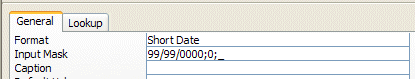 General Lookup
Format Short Date
Input Mask 99/99/0000;0;_
Caption